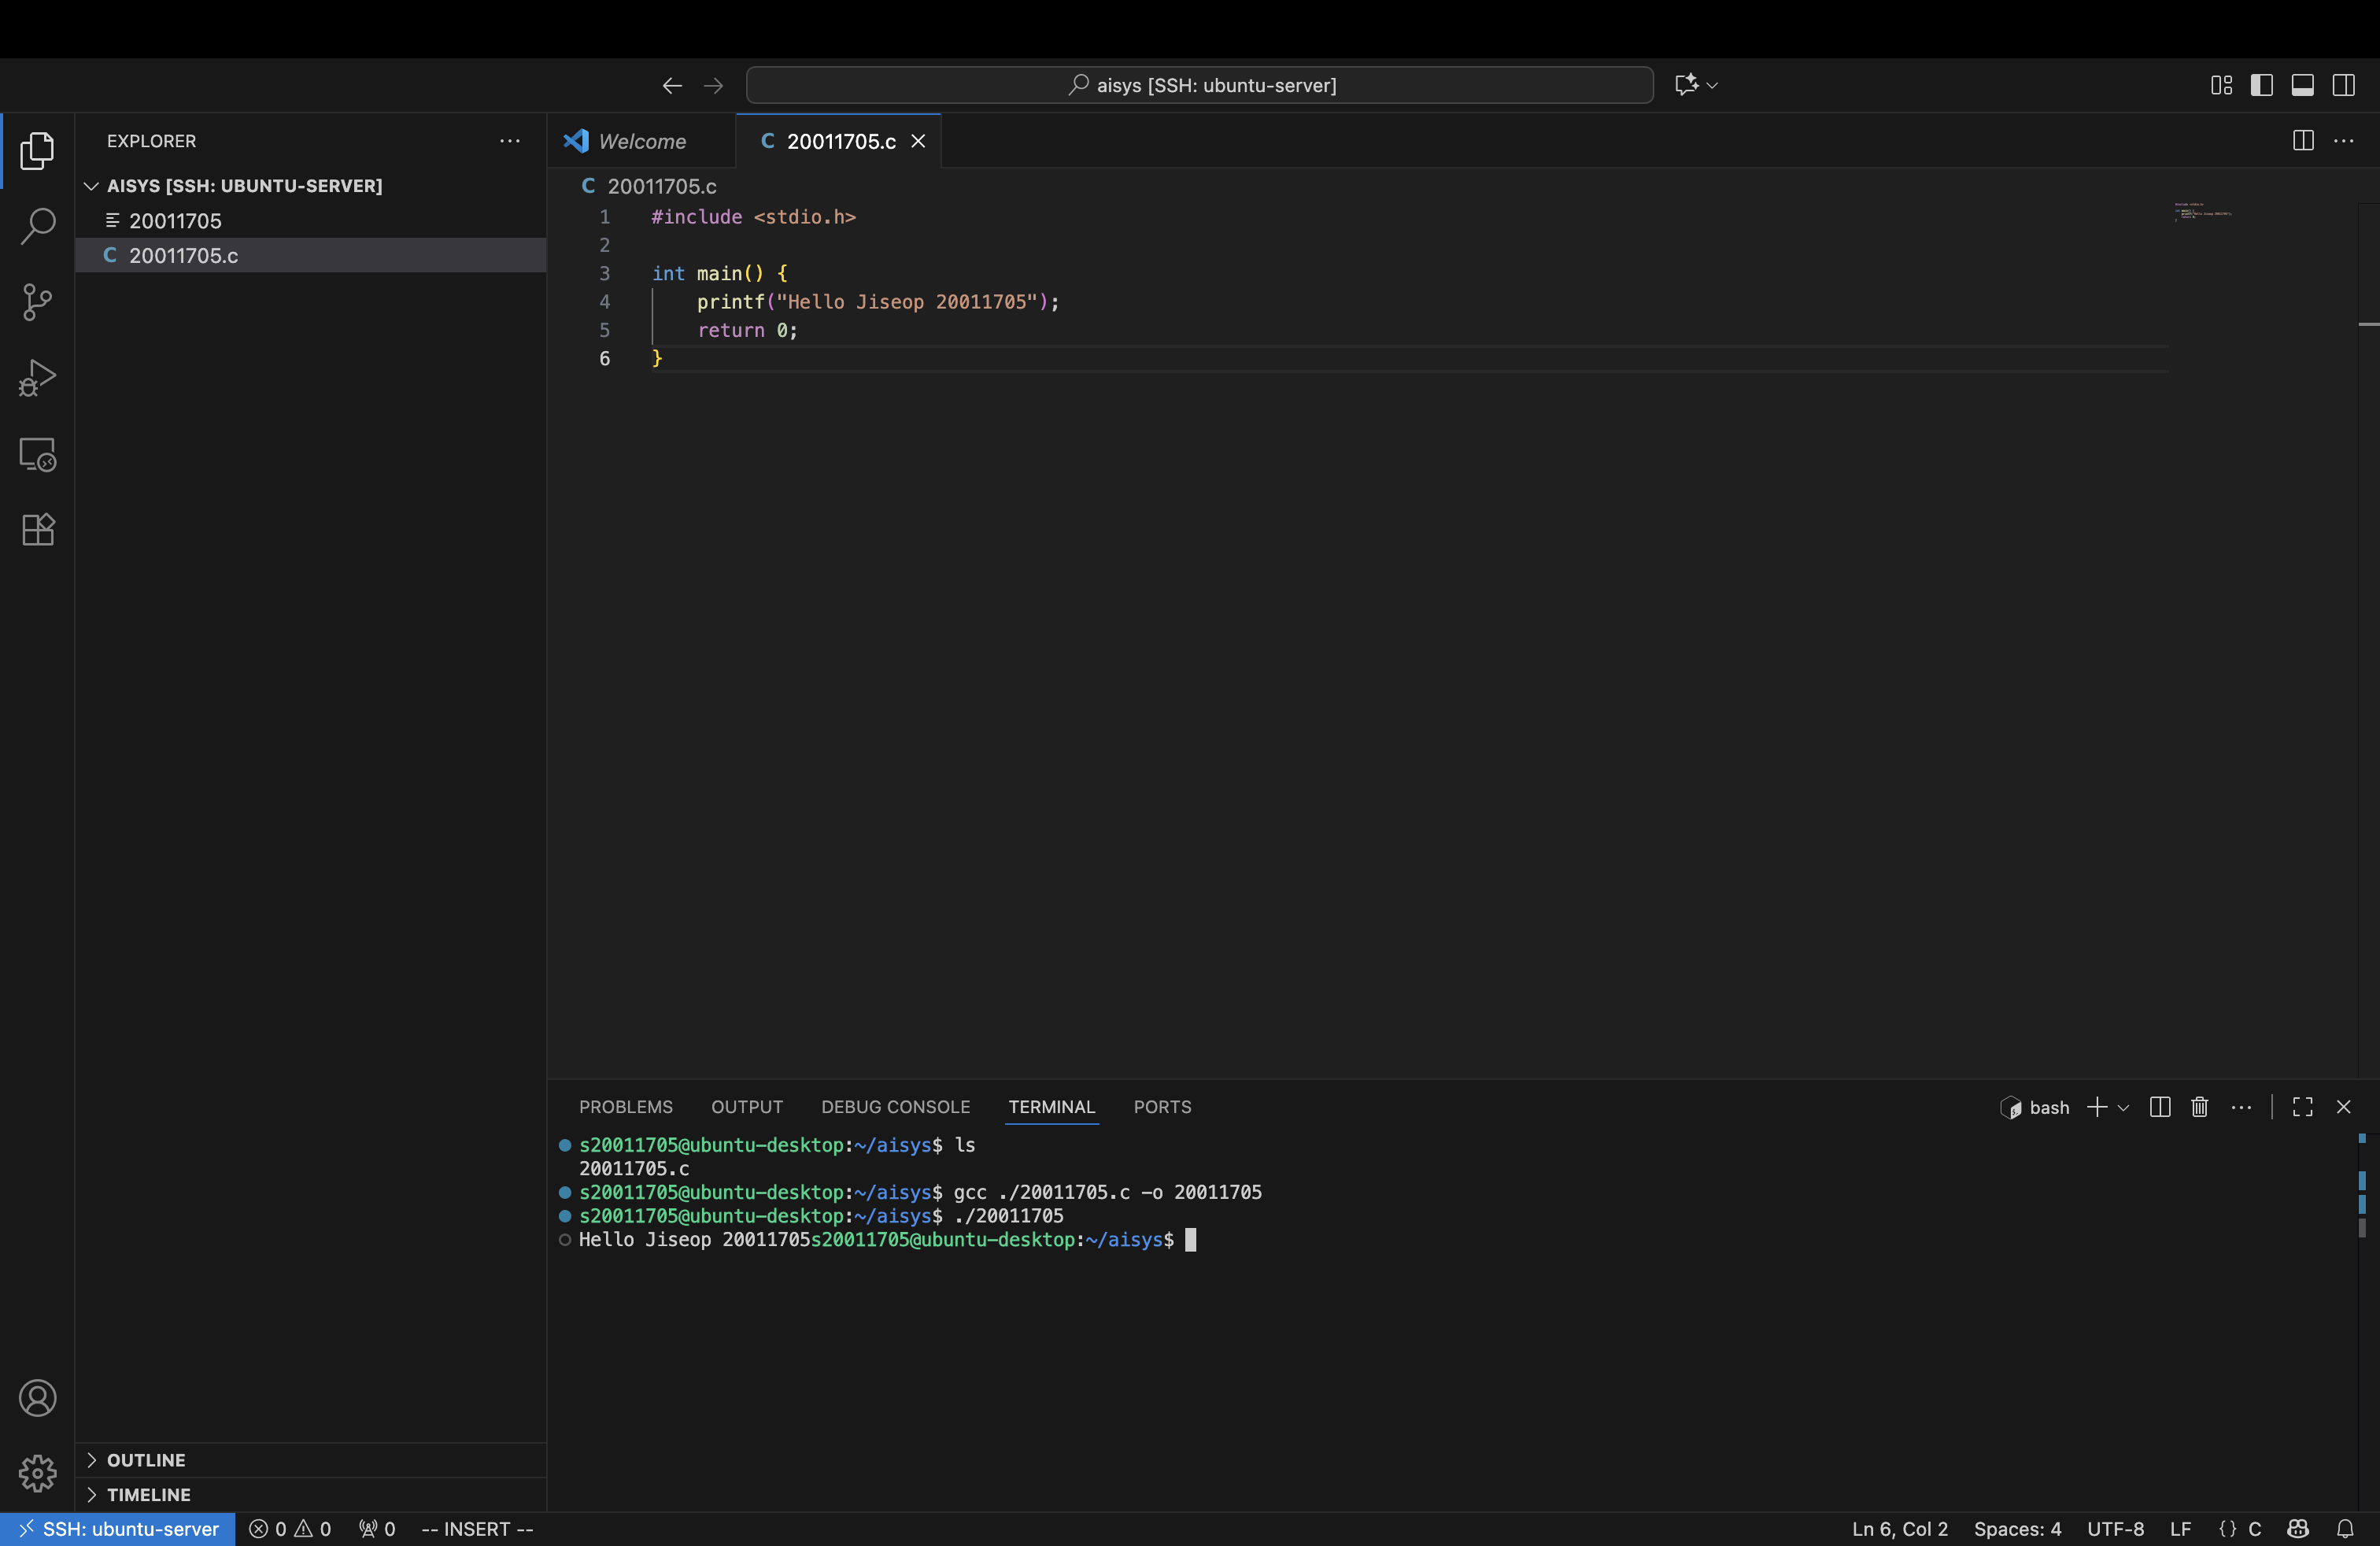 aisys [SSH: ubuntu-server]
EXPLORER
AISYS [SSH: UBUNTU-SERVER]
20011705
C 20011705.c
OUTLINE
TIMELINE
Welcome
C 20011705.c
C 20011705.c
1 #include <stdio.h>
2
3 int main() {
4     printf("Hello Jiseop 20011705");
5     return 0;
6 }
PROBLEMS OUTPUT DEBUG CONSOLE TERMINAL PORTS
bash
s20011705@ubuntu-desktop:~/aisys$ ls
20011705.c
s20011705@ubuntu-desktop:~/aisys$ gcc ./20011705.c -o 20011705
s20011705@ubuntu-desktop:~/aisys$ ./20011705
Hello Jiseop 20011705s20011705@ubuntu-desktop:~/aisys$
SSH: ubuntu-server 0 0 0 -- INSERT -- Ln 6, Col 2 Spaces: 4 UTF-8 LF {} C